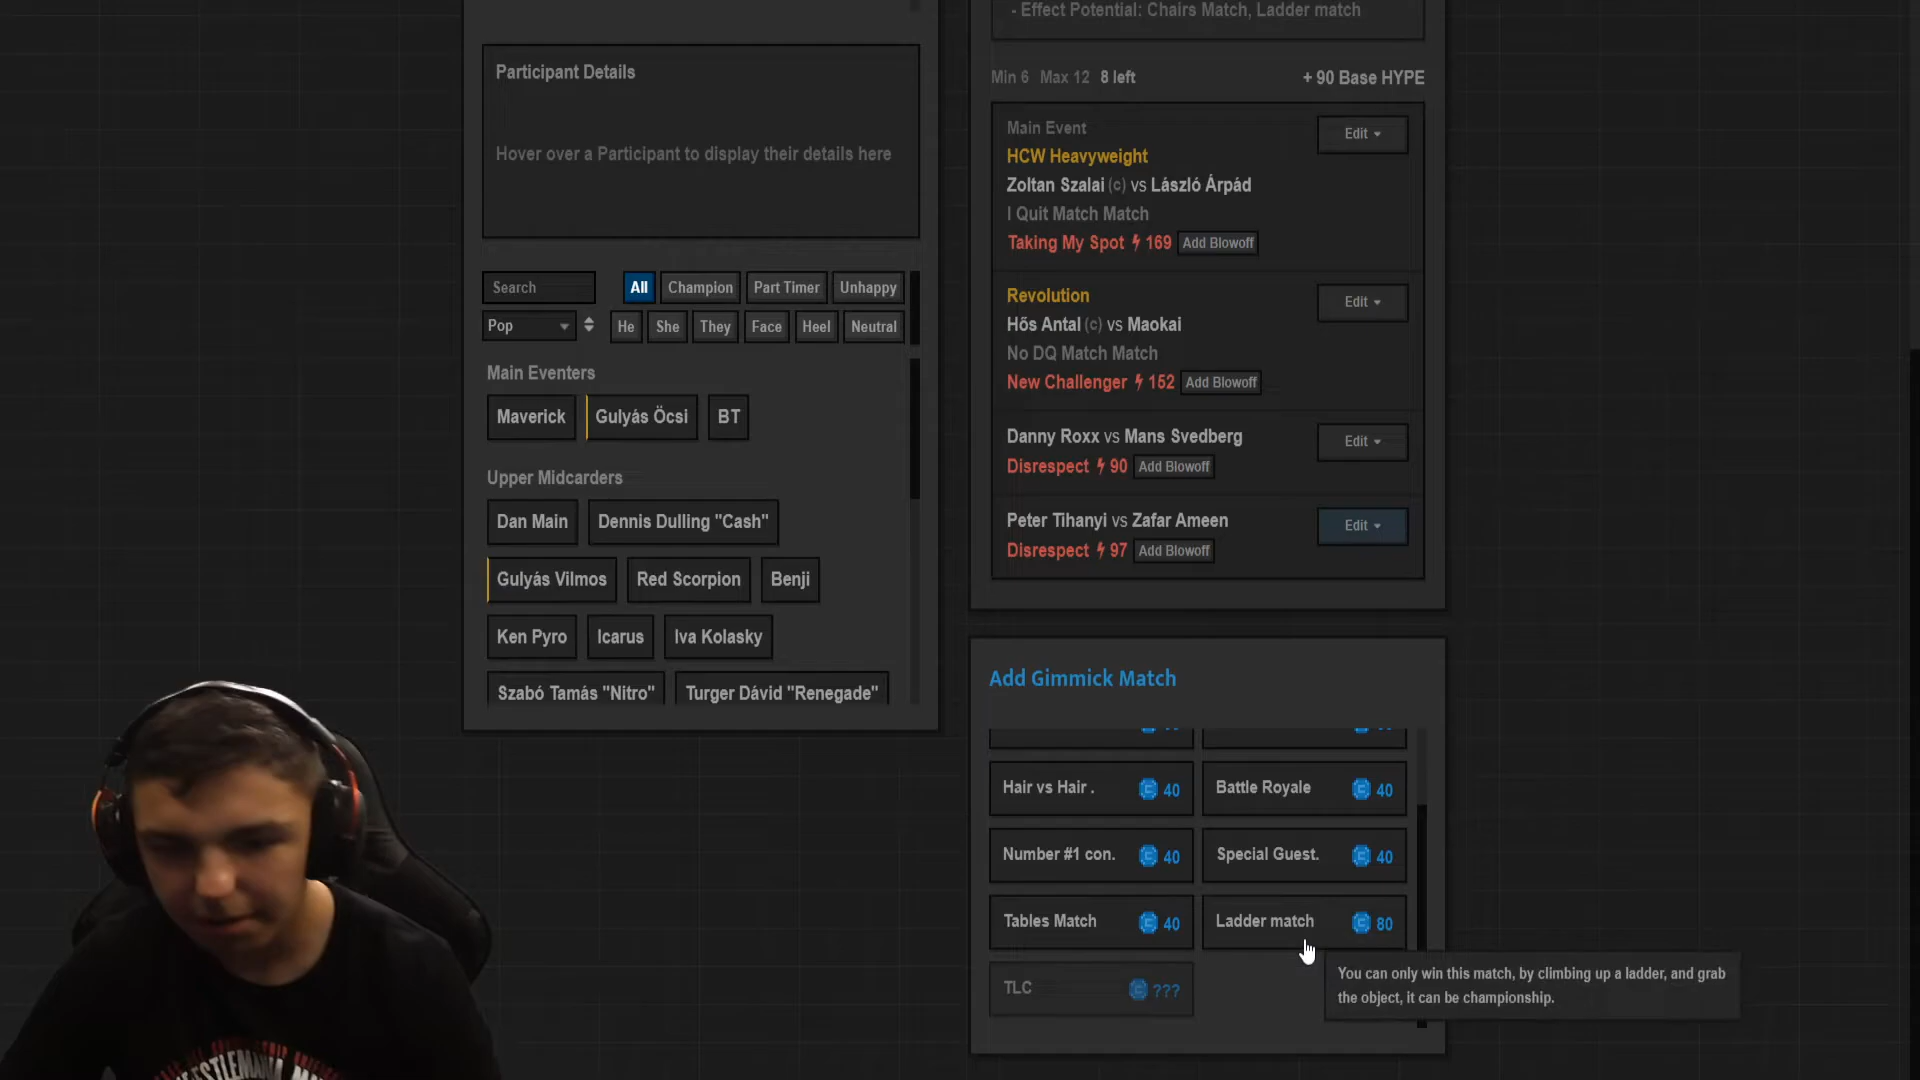 - Effect Potential: Chairs Match, Ladder match
Participant Details
Hover over a Participant to display their details here
Search
All
Champion
Part Timer
Unhappy
Pop
He
She
They
Face
Heel
Neutral
Main Eventers
Maverick
Gulyás Öcsi
BT
Upper Midcarders
Dan Main
Dennis Dulling "Cash"
Gulyás Vilmos
Red Scorpion
Benji
Ken Pyro
Icarus
Iva Kolasky
Szabó Tamás "Nitro"
Turger Dávid "Renegade"
Min 6 Max 12 8 left + 90 Base HYPE
Main Event
Edit
HCW Heavyweight
Zoltan Szalai (c) vs László Árpád
I Quit Match Match
Taking My Spot 169 Add Blowoff
Revolution
Edit
Hős Antal (c) vs Maokai
No DQ Match Match
New Challenger 152 Add Blowoff
Danny Roxx vs Mans Svedberg
Edit
Disrespect 90 Add Blowoff
Peter Tihanyi vs Zafar Ameen
Edit
Disrespect 97 Add Blowoff
Add Gimmick Match
Hair vs Hair . 40
Battle Royale 40
Number #1 con. 40
Special Guest. 40
Tables Match 40
Ladder match 80
TLC ???
You can only win this match, by climbing up a ladder, and grab
the object, it can be championship.